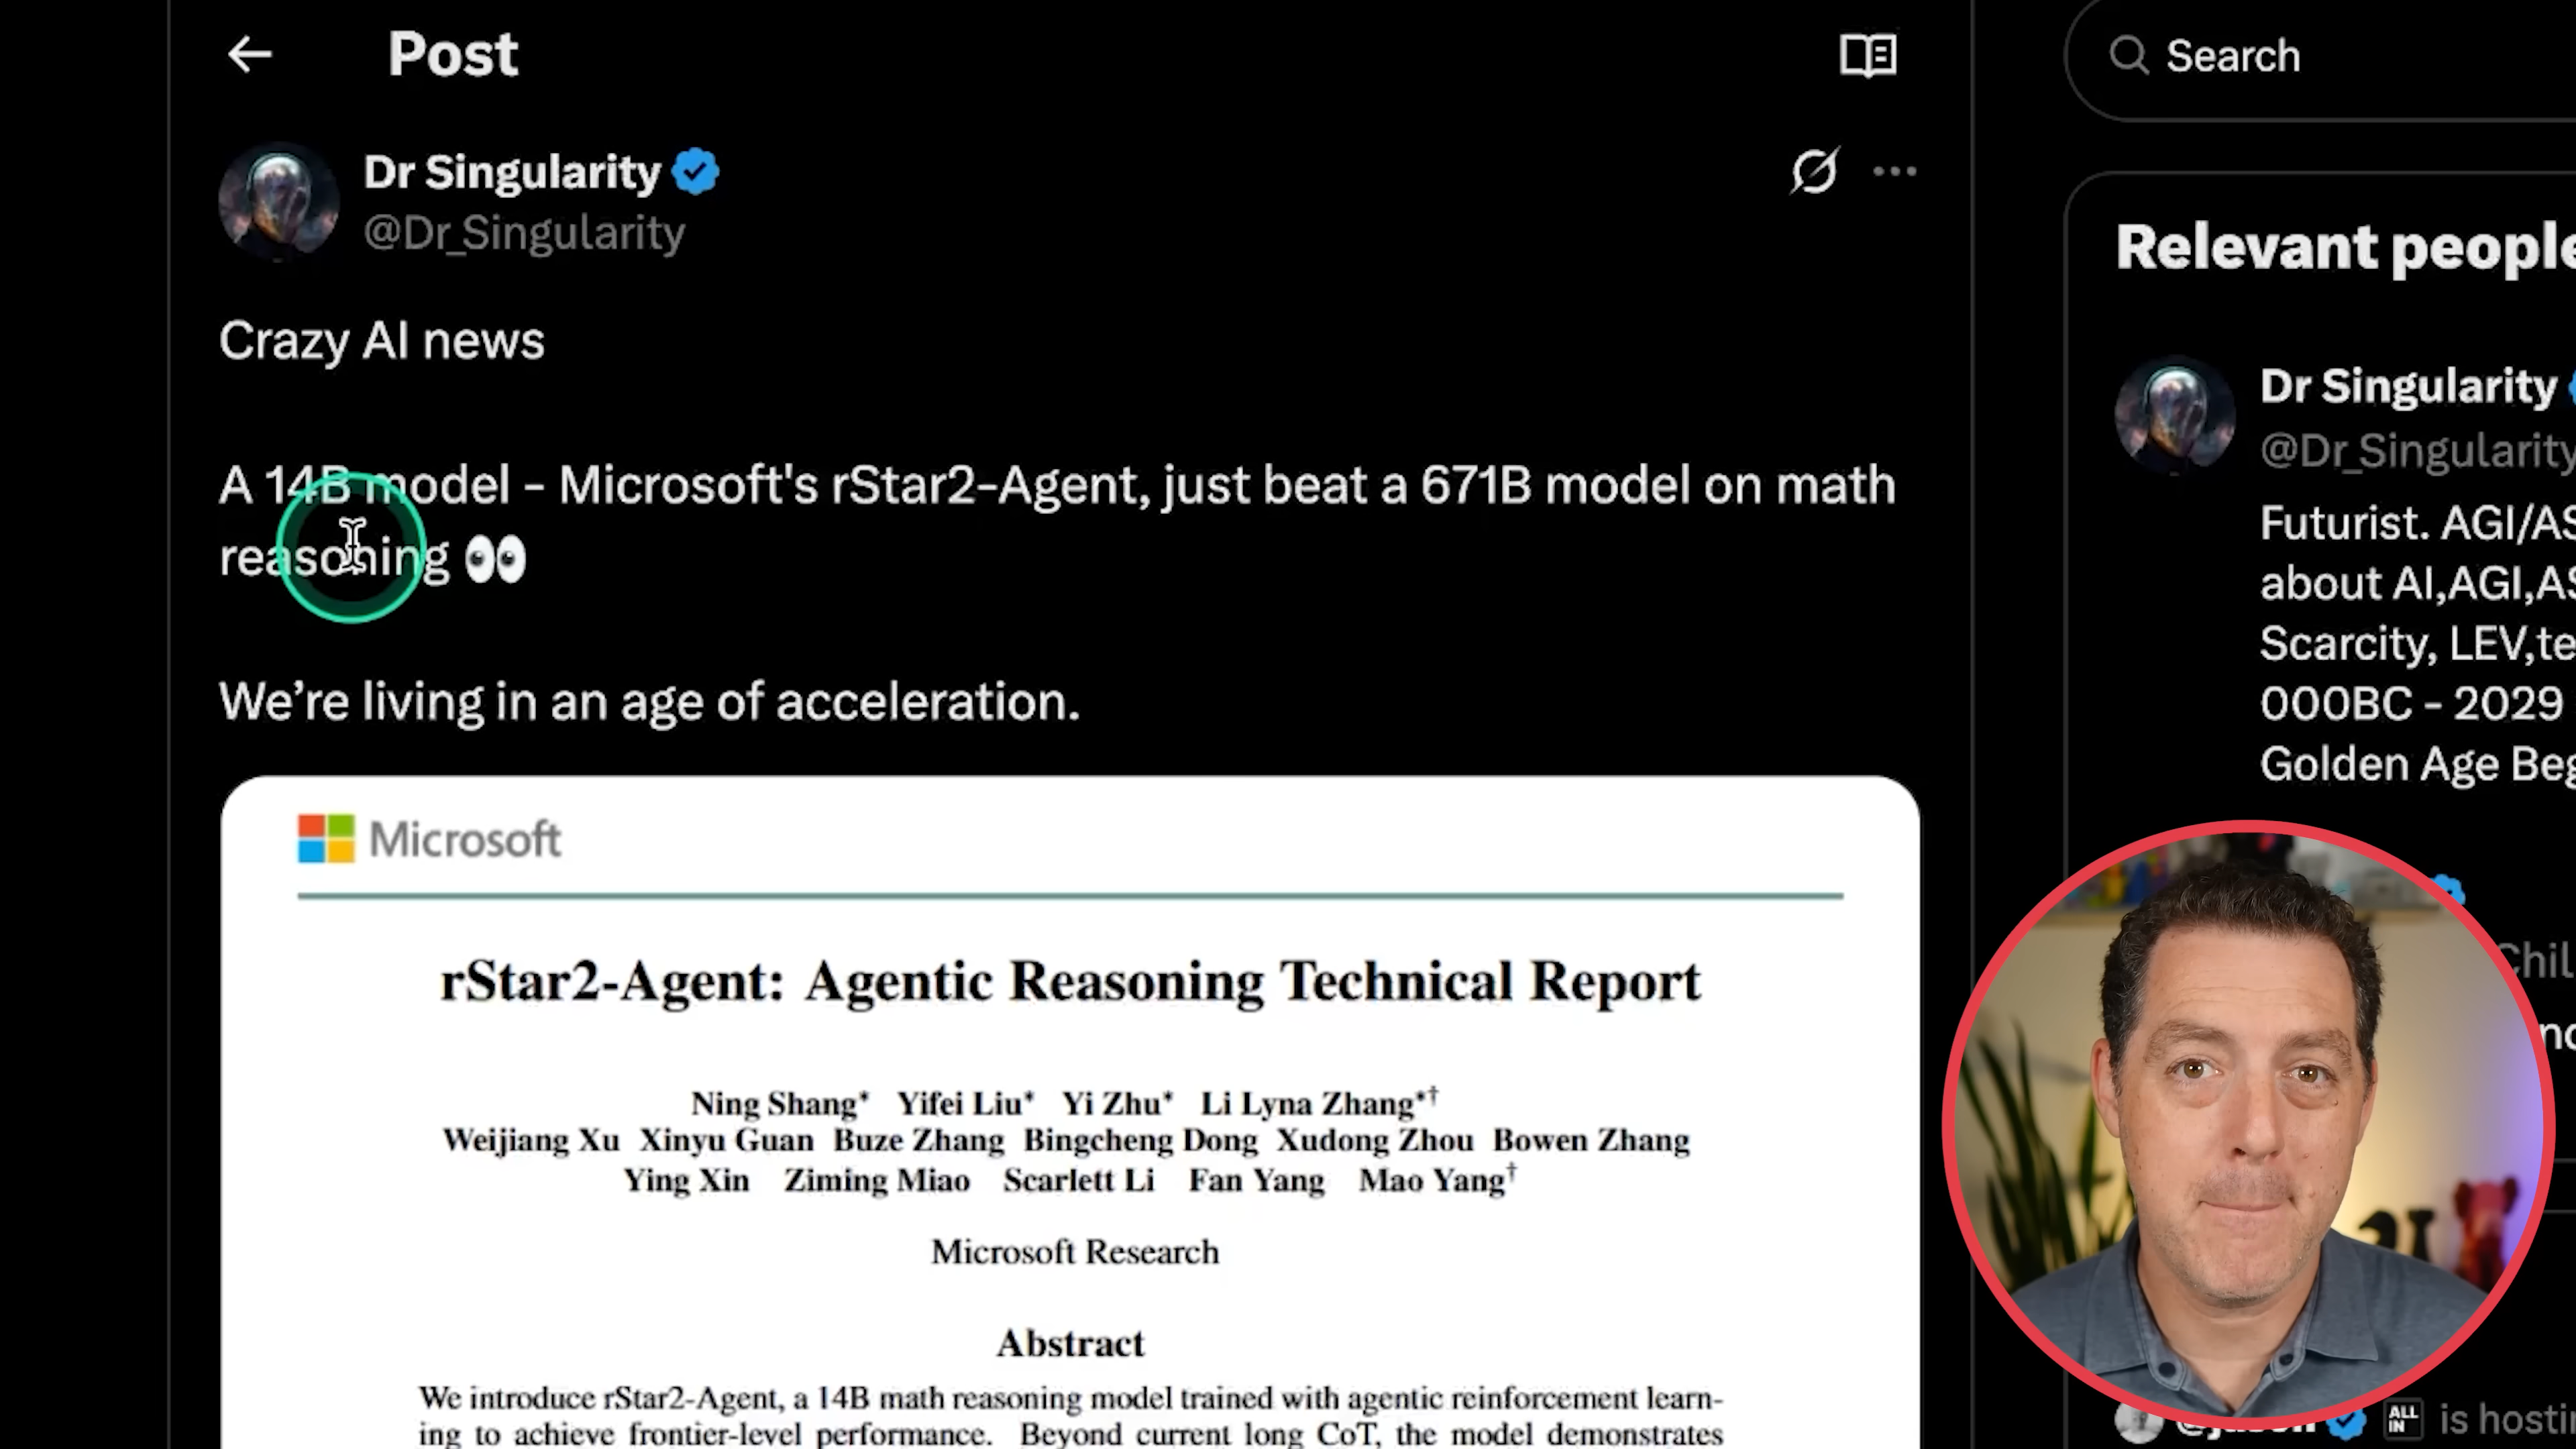 Post
Search
Dr Singularity
@Dr_Singularity
Crazy AI news
A 14B model - Microsoft's rStar2-Agent, just beat a 671B model on math
reasoning 👀
We're living in an age of acceleration.
Microsoft
rStar2-Agent: Agentic Reasoning Technical Report
Ning Shang* Yifei Liu* Yi Zhu* Li Lyna Zhang*†
Weijiang Xu Xinyu Guan Buze Zhang Bingcheng Dong Xudong Zhou Bowen Zhang
Ying Xin Ziming Miao Scarlett Li Fan Yang Mao Yang†
Microsoft Research
Abstract
We introduce rStar2-Agent, a 14B math reasoning model trained with agentic reinforcement learn-
ing to achieve frontier-level performance. Beyond current long CoT, the model demonstrates
Relevant people
Dr Singularity
@Dr_Singularity
Futurist. AGI/AS
about AI,AGI,AS
Scarcity, LEV,te
000BC - 2029
Golden Age Beg
Chil
ALL
IN
is hostin